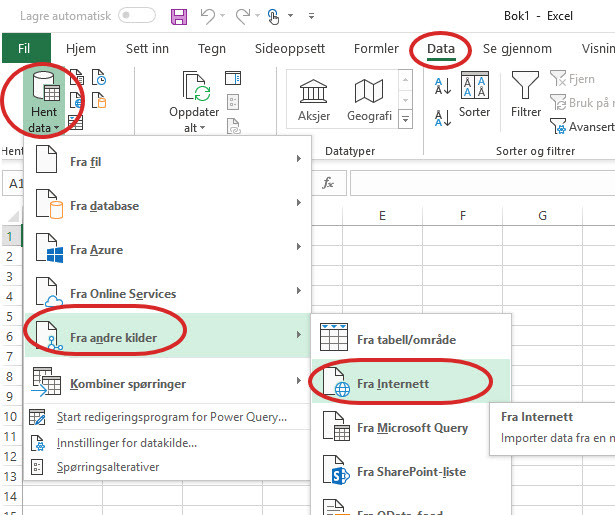 Lagre automatisk
Bok1 - Excel
Fil Hjem Sett inn Tegn Sideoppsett Formler Data Se gjennom Visnin
Hent
data
Oppdater
alt
Aksjer Geografi
Sorter
Filtrer
Fjern
Bruk på n
Avansert
Hent
Datatyper
Sorter og filtrer
A1
fx
E F G
1
2
3
4
5
6
7
8
9
10
11
12
13
14
15
Fra fil
Fra database
Fra Azure
Fra Online Services
Fra andre kilder
Kombiner spørringer
Start redigeringsprogram for Power Query...
Innstillinger for datakilde...
Spørringsalternativer
Fra tabell/område
Fra Internett
Fra Microsoft Query
Fra SharePoint-liste
Fra OData-feed
Fra Internett
Importer data fra en n